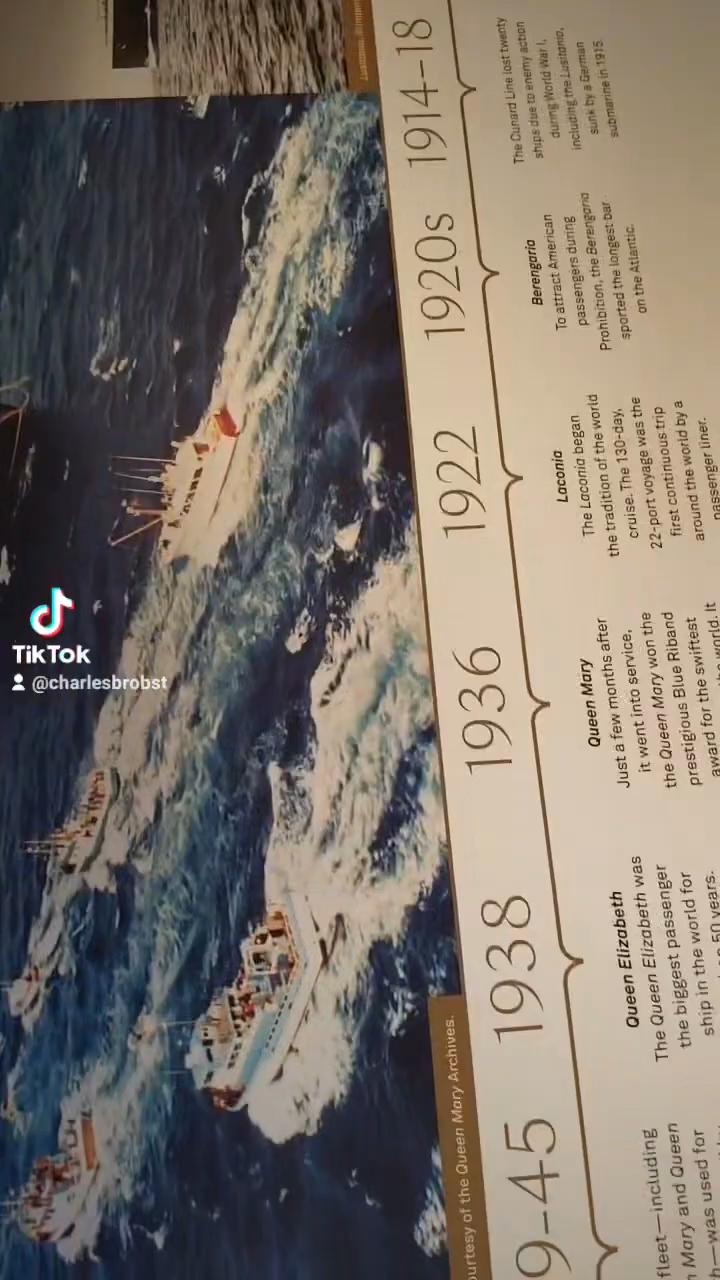 TikTok
@charlesbrobst
urtesy of the Queen Mary Archives.
9-45
fleet—including
Mary and Queen
h—was used for
1938
Queen Elizabeth
The Queen Elizabeth was
the biggest passenger
ship in the world for
50 years.
1936
Queen Mary
Just a few months after
it went into service,
the Queen Mary won the
prestigious Blue Riband
award for the swiftest
world. It
1922
Laconia
The Laconia began
the tradition of the world
cruise. The 130-day,
22-port voyage was the
first continuous trip
around the world by a
passenger liner.
1920s
Berengaria
To attract American
passengers during
Prohibition, the Berengaria
sported the longest bar
on the Atlantic.
1914-18
The Cunard Line lost twenty
ships due to enemy action
during World War I,
including the Lusitania,
sunk by a German
submarine in 1915.